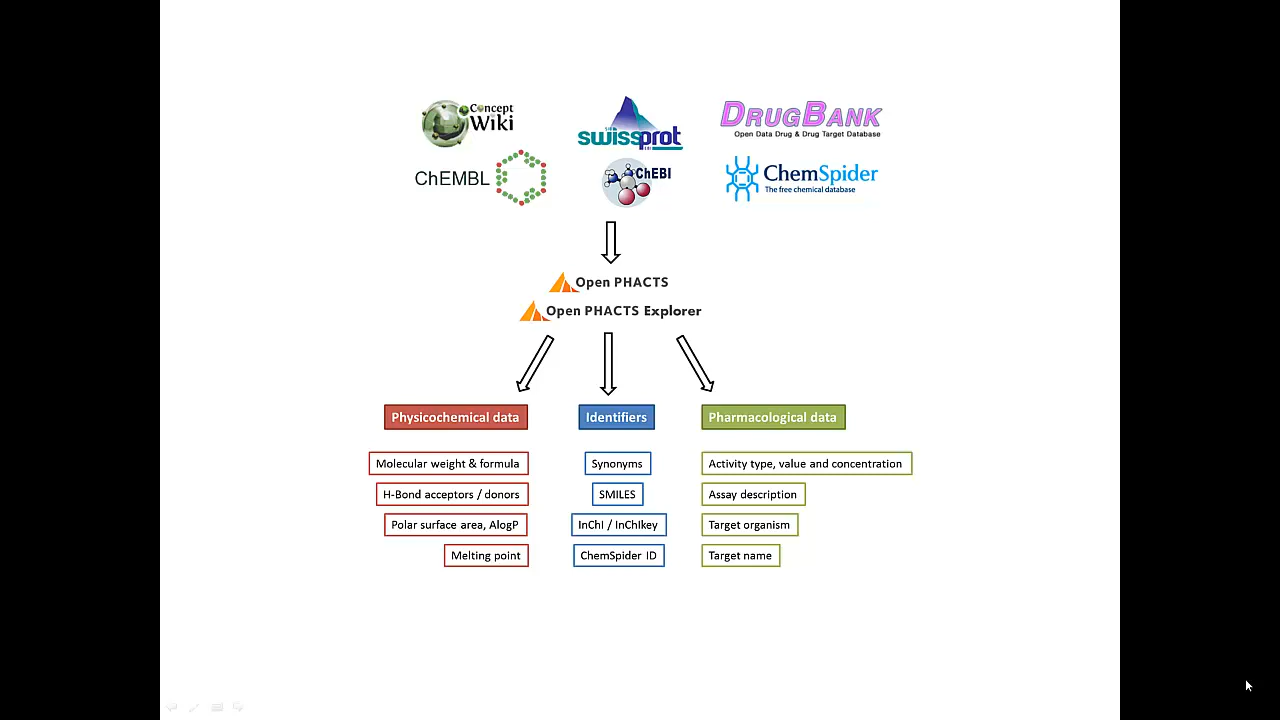 Concept
Wiki
swissprot
DRUGBANK
Open Data Drug & Drug Target Database
ChEMBL
ChEBI
ChemSpider
The free chemical database
Open PHACTS
Open PHACTS Explorer
Physicochemical data
Identifiers
Pharmacological data
Molecular weight & formula
Synonyms
Activity type, value and concentration
H-Bond acceptors / donors
SMILES
Assay description
Polar surface area, AlogP
InChI / InChIkey
Target organism
Melting point
ChemSpider ID
Target name